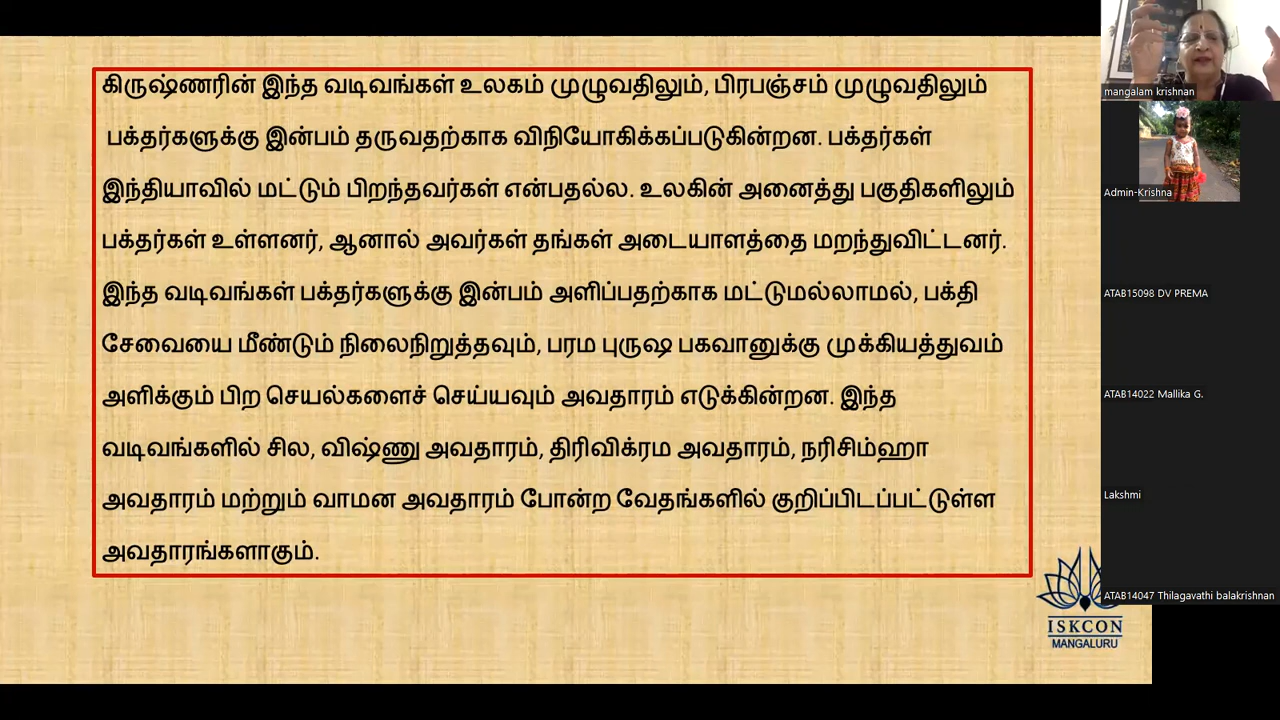 கிருஷ்ணரின் இந்த வடிவங்கள் உலகம் முழுவதிலும், பிரபஞ்சம் முழுவதிலும்
பக்தர்களுக்கு இன்பம் தருவதற்காக விநியோகிக்கப்படுகின்றன. பக்தர்கள்
இந்தியாவில் மட்டும் பிறந்தவர்கள் என்பதல்ல. உலகின் அனைத்து பகுதிகளிலும்
பக்தர்கள் உள்ளனர், ஆனால் அவர்கள் தங்கள் அடையாளத்தை மறந்துவிட்டனர்.
இந்த வடிவங்கள் பக்தர்களுக்கு இன்பம் அளிப்பதற்காக மட்டுமல்லாமல், பக்தி
சேவையை மீண்டும் நிலைநிறுத்தவும், பரம புருஷ பகவானுக்கு முக்கியத்துவம்
அளிக்கும் பிற செயல்களைச் செய்யவும் அவதாரம் எடுக்கின்றன. இந்த
வடிவங்களில் சில, விஷ்ணு அவதாரம், திரிவிக்ரம அவதாரம், நரிசிம்ஹா
அவதாரம் மற்றும் வாமன அவதாரம் போன்ற வேதங்களில் குறிப்பிடப்பட்டுள்ள
அவதாரங்களாகும்.
ISKCON
MANGALURU
mangalam krishnan
Admin-Krishna
ATAB15098 DV PREMA
ATAB14022 Mallika G.
Lakshmi
ATAB14047 Thilagavathi balakrishnan